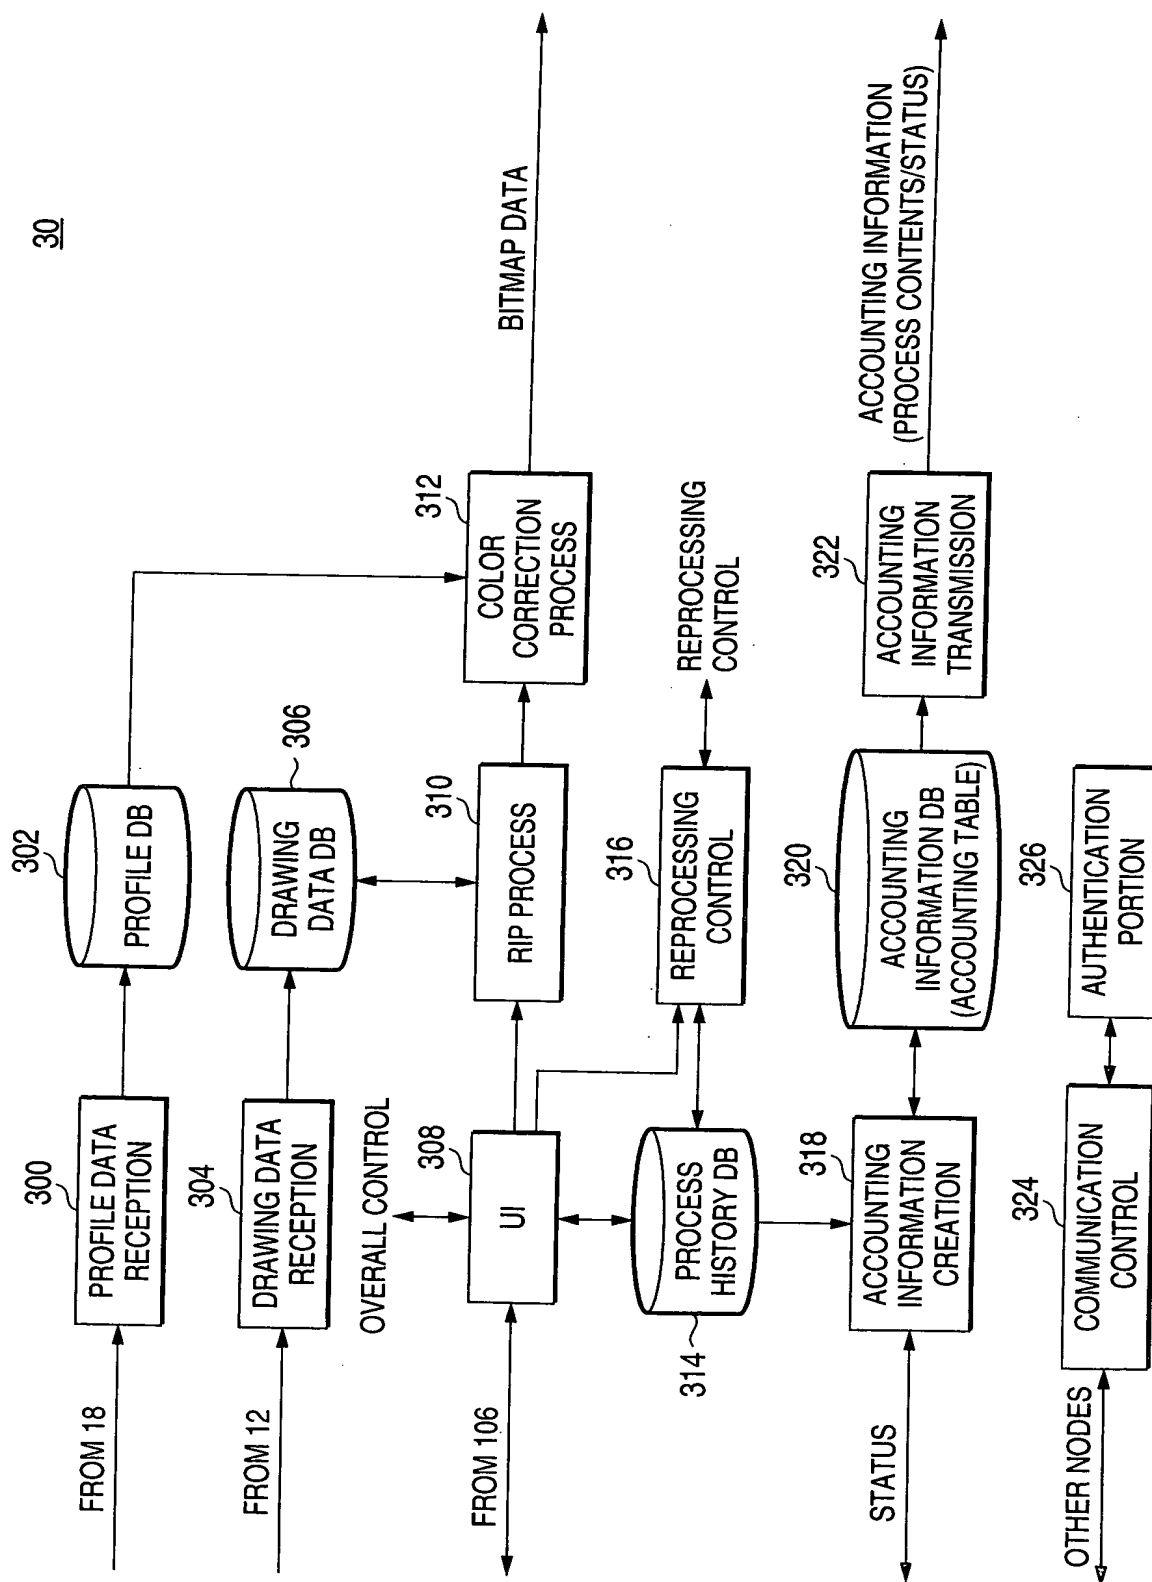 30
FROM 18
300
PROFILE DATA
RECEPTION
302
PROFILE DB
FROM 12
304
DRAWING DATA
RECEPTION
306
DRAWING
DATA DB
OVERALL CONTROL
FROM 106
308
UI
310
RIP PROCESS
312
COLOR
CORRECTION
PROCESS
BITMAP DATA
314
PROCESS
HISTORY DB
316
REPROCESSING
CONTROL
REPROCESSING
CONTROL
STATUS
318
ACCOUNTING
INFORMATION
CREATION
320
ACCOUNTING
INFORMATION DB
(ACCOUNTING TABLE)
322
ACCOUNTING
INFORMATION
TRANSMISSION
ACCOUNTING INFORMATION
(PROCESS CONTENTS/STATUS)
OTHER NODES
324
COMMUNICATION
CONTROL
326
AUTHENTICATION
PORTION